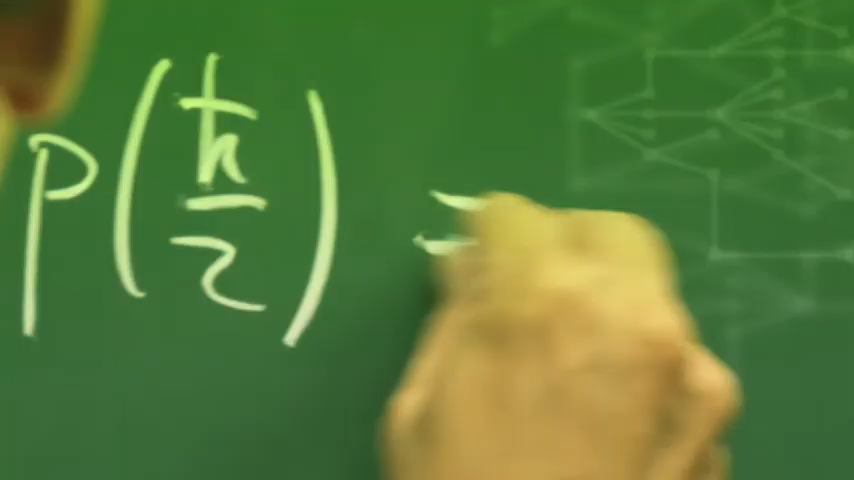 P(ħ/2) =